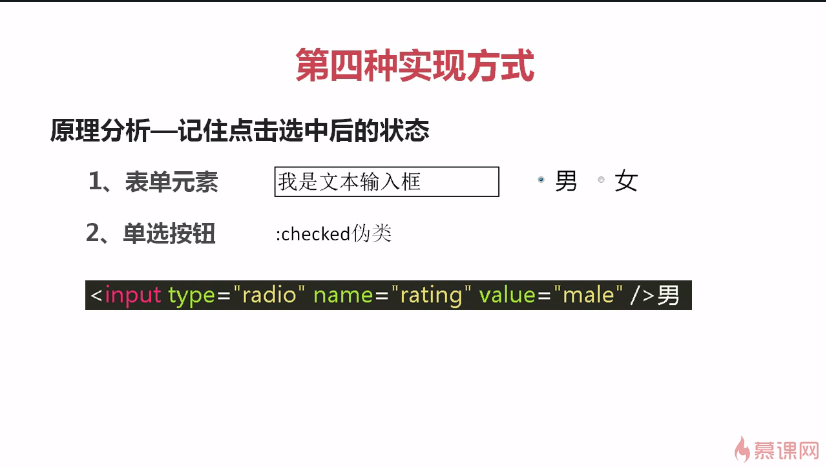 第四种实现方式
原理分析—记住点击选中后的状态
1、表单元素 我是文本输入框 男 女
2、单选按钮 :checked伪类
<input type="radio" name="rating" value="male" />男
慕课网